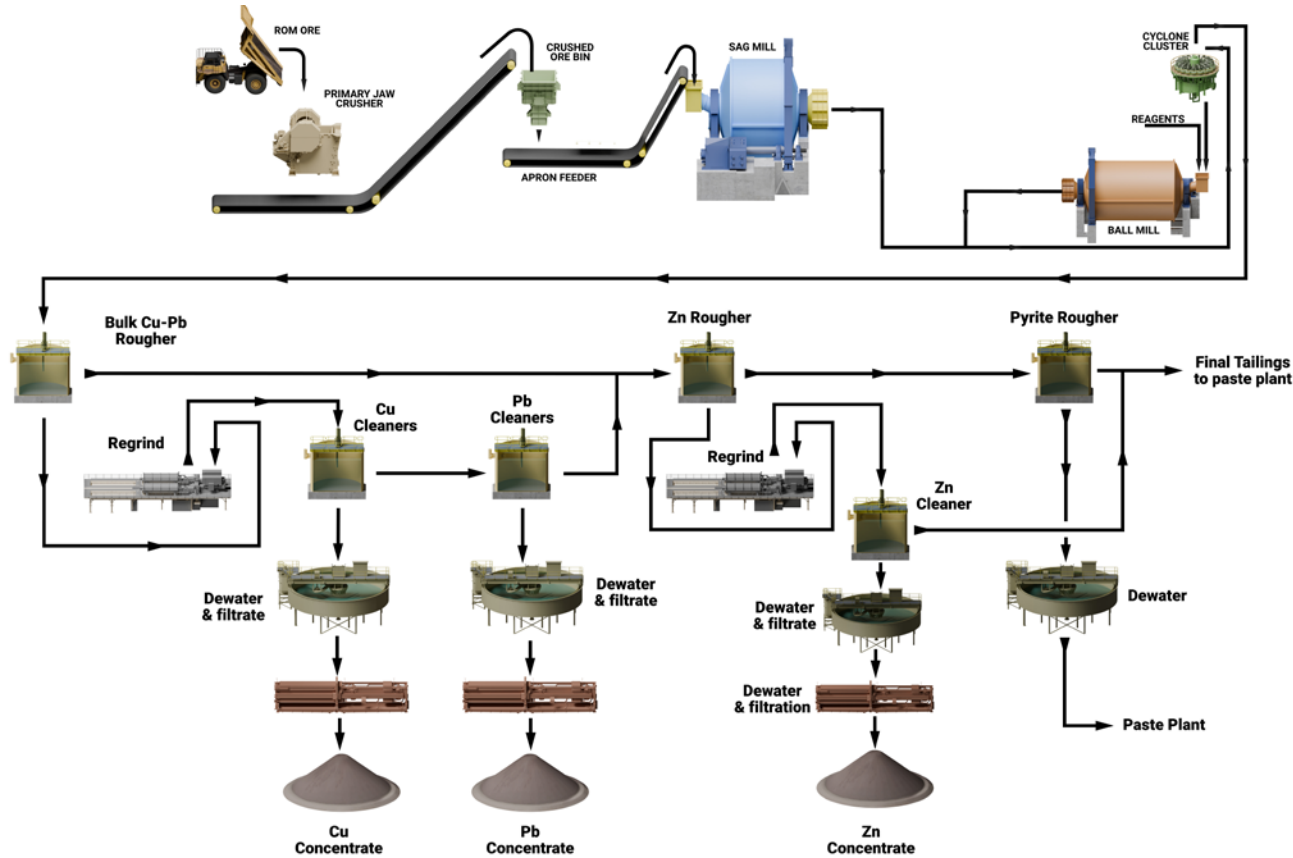 ROM ORE
PRIMARY JAW
CRUSHER
CRUSHED
ORE BIN
APRON FEEDER
SAG MILL
CYCLONE
CLUSTER
REAGENTS
BALL MILL
Bulk Cu-Pb
Rougher
Zn Rougher
Pyrite Rougher
Final Tailings
to paste plant
Cu
Cleaners
Pb
Cleaners
Regrind
Regrind
Zn
Cleaner
Dewater
& filtrate
Dewater
& filtrate
Dewater
& filtrate
Dewater
Dewater
& filtration
Paste Plant
Cu
Concentrate
Pb
Concentrate
Zn
Concentrate